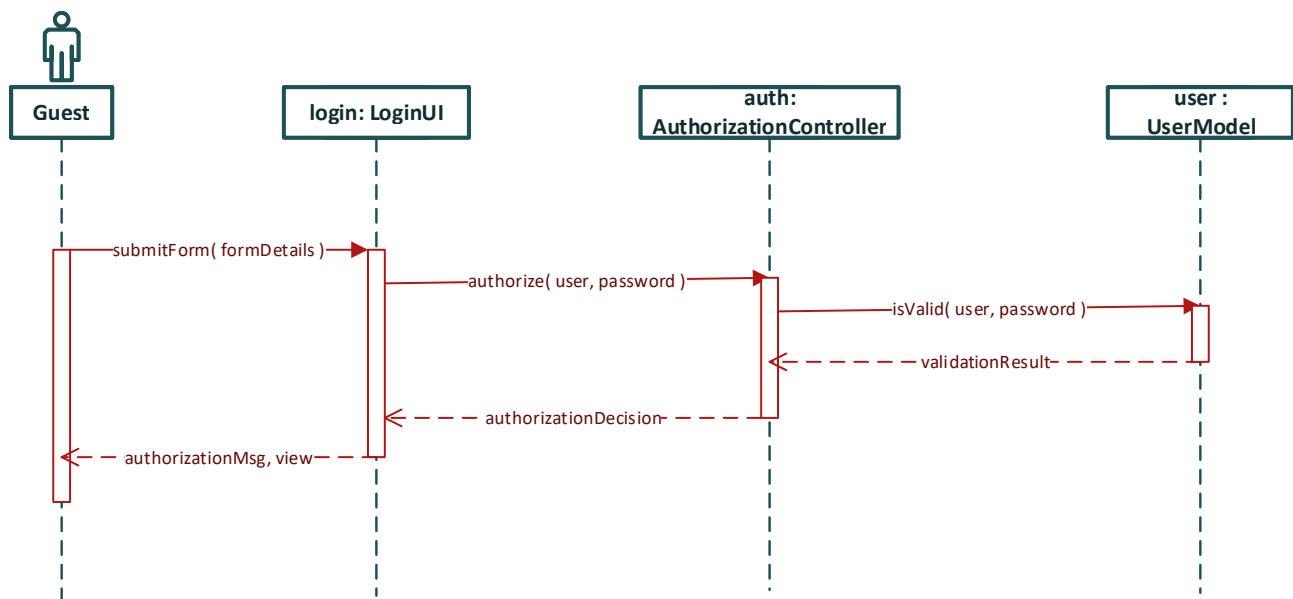 Guest
login: LoginUI
auth:
AuthorizationController
user :
UserModel
submitForm( formDetails )
authorize( user, password )
isValid( user, password )
validationResult
authorizationDecision
authorizationMsg, view